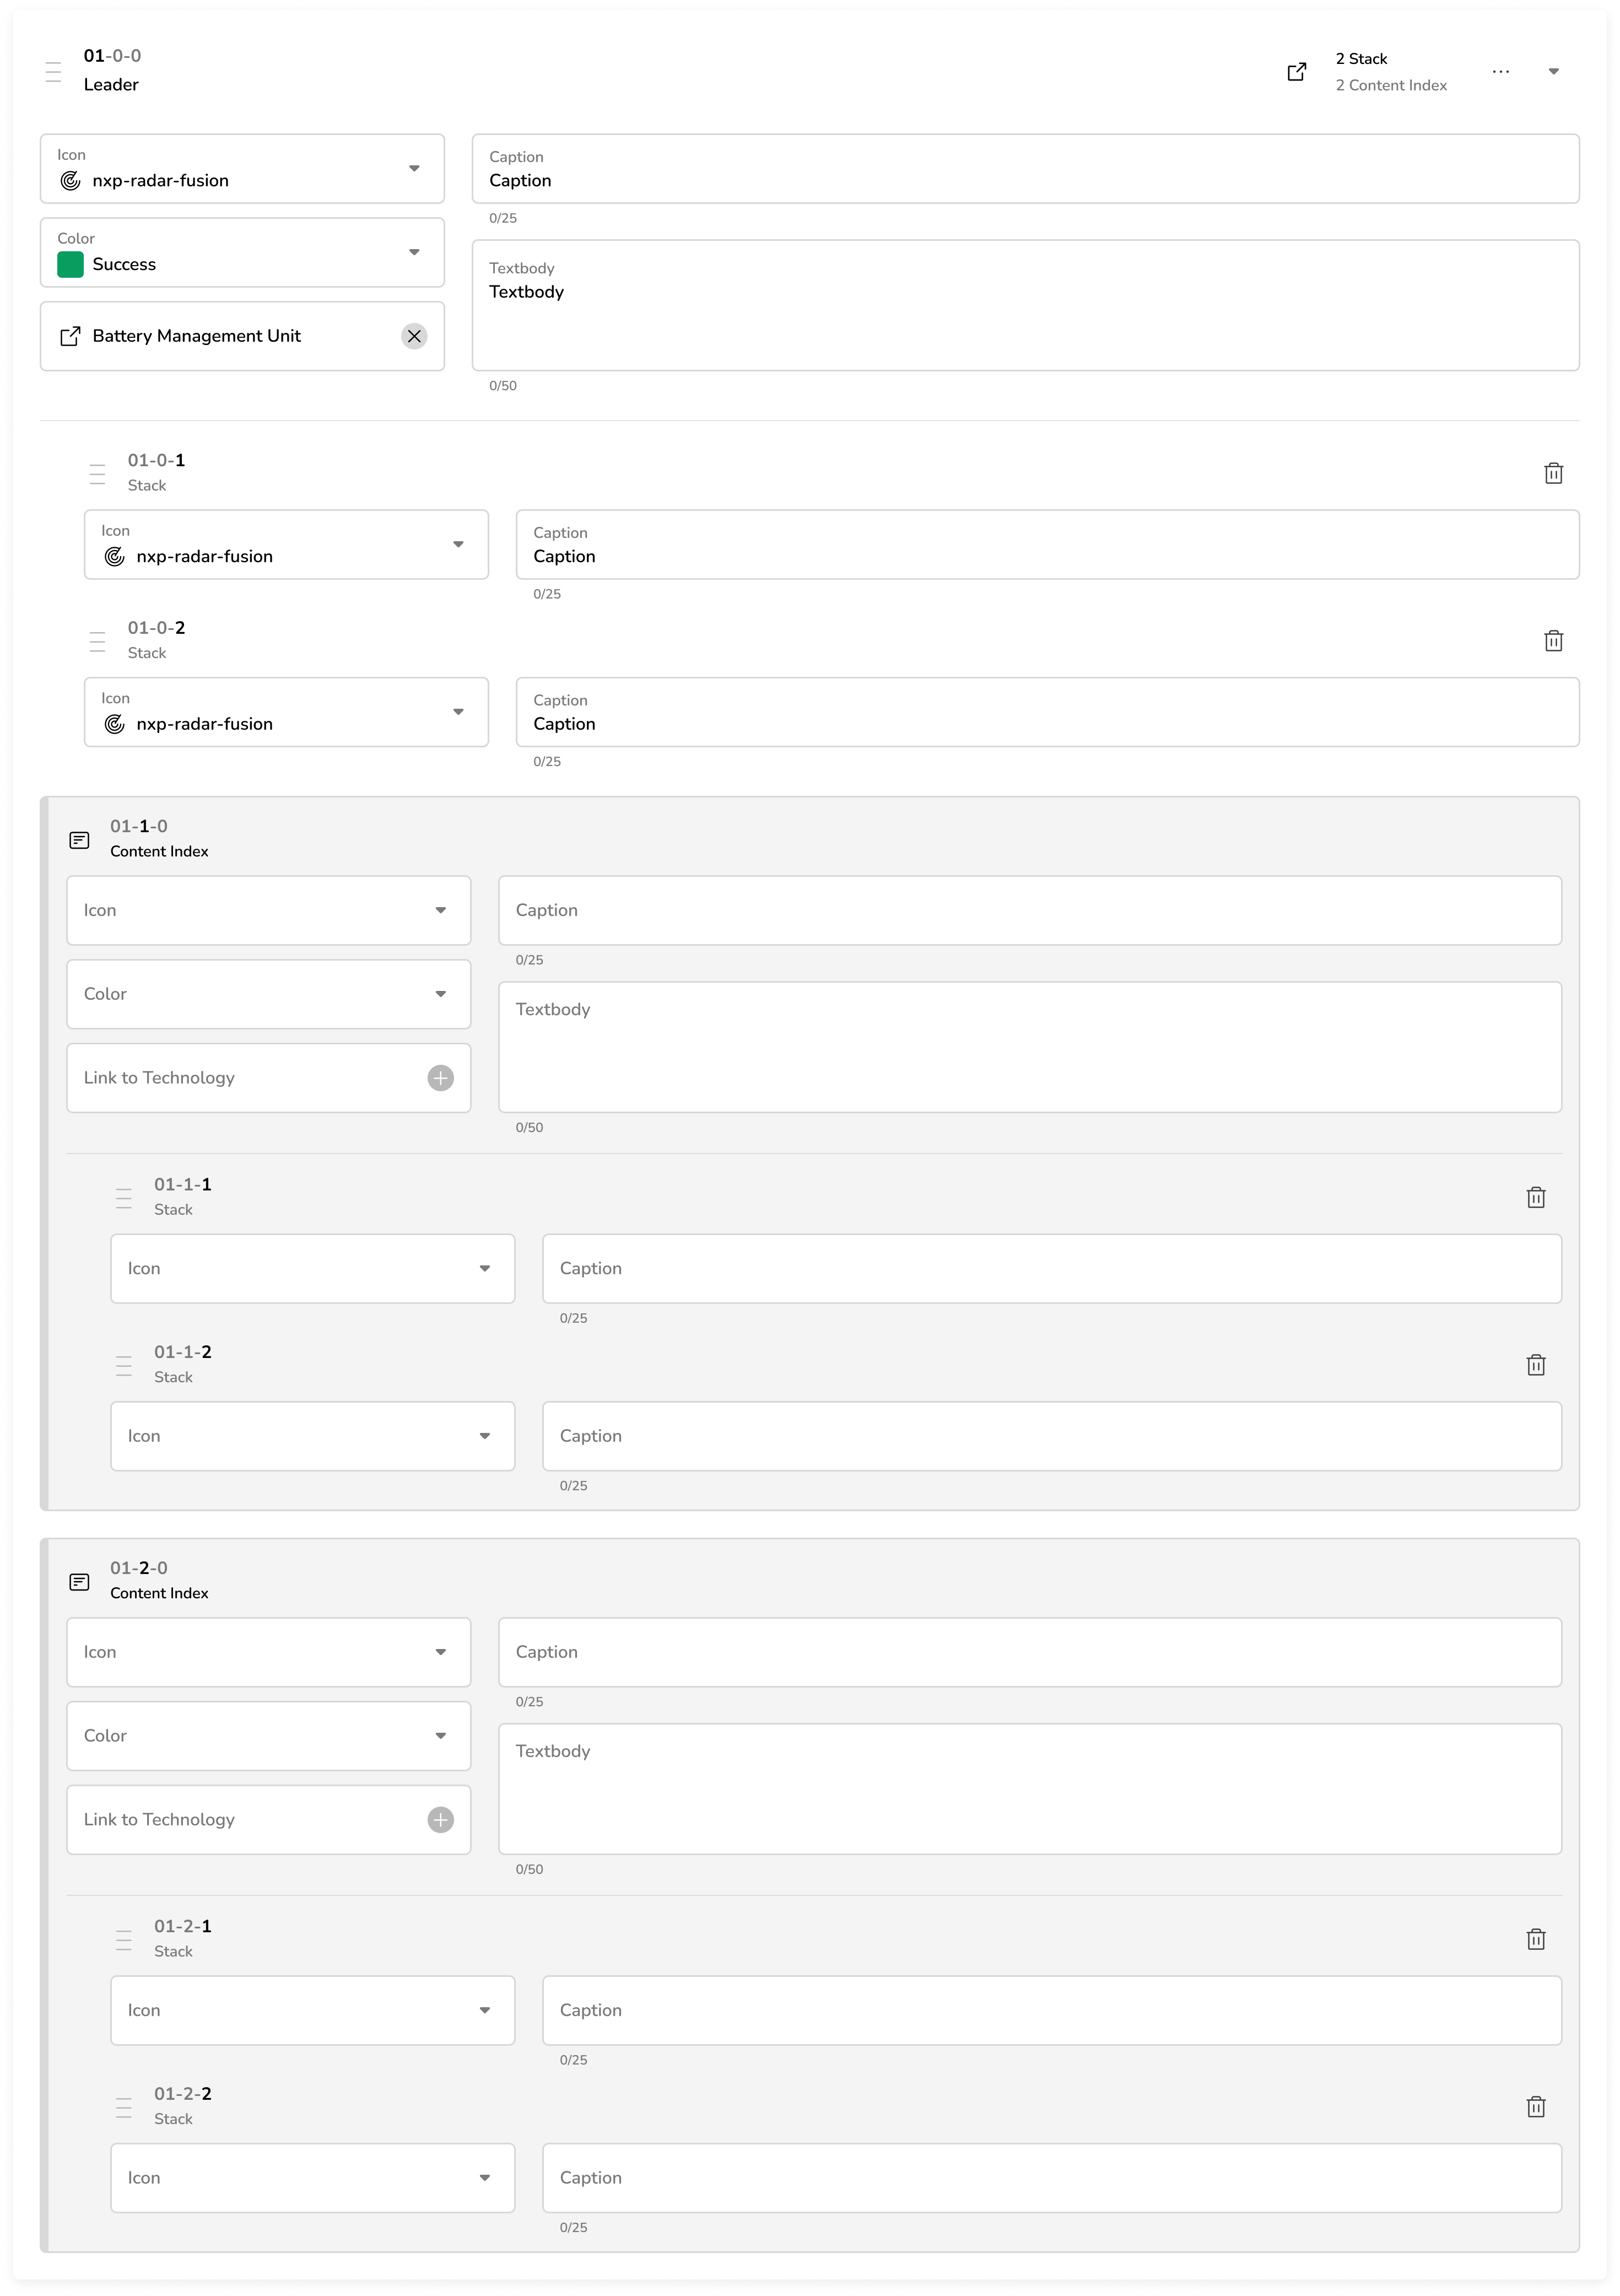 01-0-0
Leader
2 Stack
2 Content Index
...
Icon
nxp-radar-fusion
Caption
Caption
0/25
Color
Success
Textbody
Textbody
Battery Management Unit
0/50
01-0-1
Stack
Icon
nxp-radar-fusion
Caption
Caption
0/25
01-0-2
Stack
Icon
nxp-radar-fusion
Caption
Caption
0/25
01-1-0
Content Index
Icon
Caption
0/25
Color
Textbody
Link to Technology
0/50
01-1-1
Stack
Icon
Caption
0/25
01-1-2
Stack
Icon
Caption
0/25
01-2-0
Content Index
Icon
Caption
0/25
Color
Textbody
Link to Technology
0/50
01-2-1
Stack
Icon
Caption
0/25
01-2-2
Stack
Icon
Caption
0/25